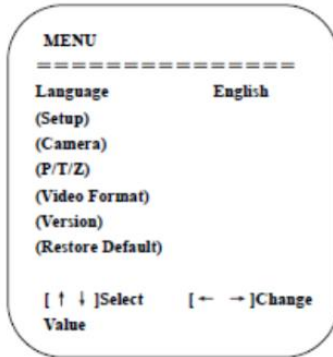 MENU
===============
Language English
(Setup)
(Camera)
(P/T/Z)
(Video Format)
(Version)
(Restore Default)
[ ↑ ↓ ]Select [← →]Change
Value